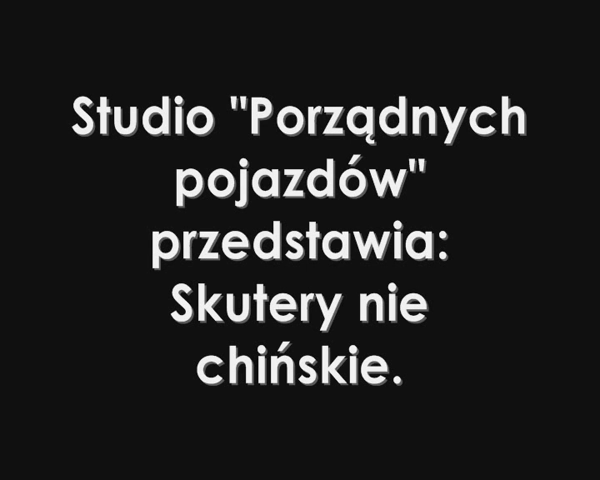 Studio "Porządnych
pojazdów"
przedstawia:
Skutery nie
chińskie.